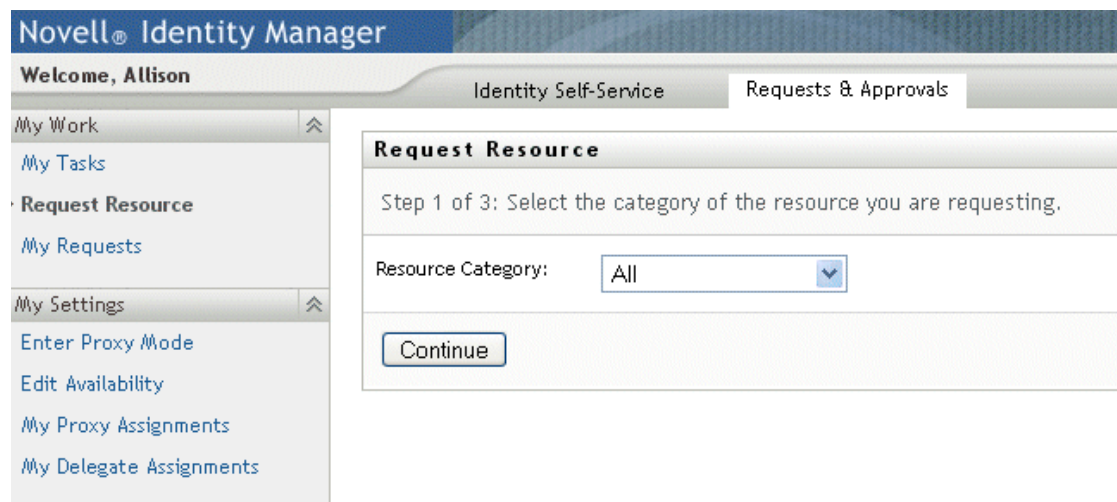 Novell® Identity Manager
Welcome, Allison
Identity Self-Service
Requests & Approvals
My Work
My Tasks
Request Resource
My Requests
My Settings
Enter Proxy Mode
Edit Availability
My Proxy Assignments
My Delegate Assignments
Request Resource
Step 1 of 3: Select the category of the resource you are requesting.
Resource Category: All
Continue